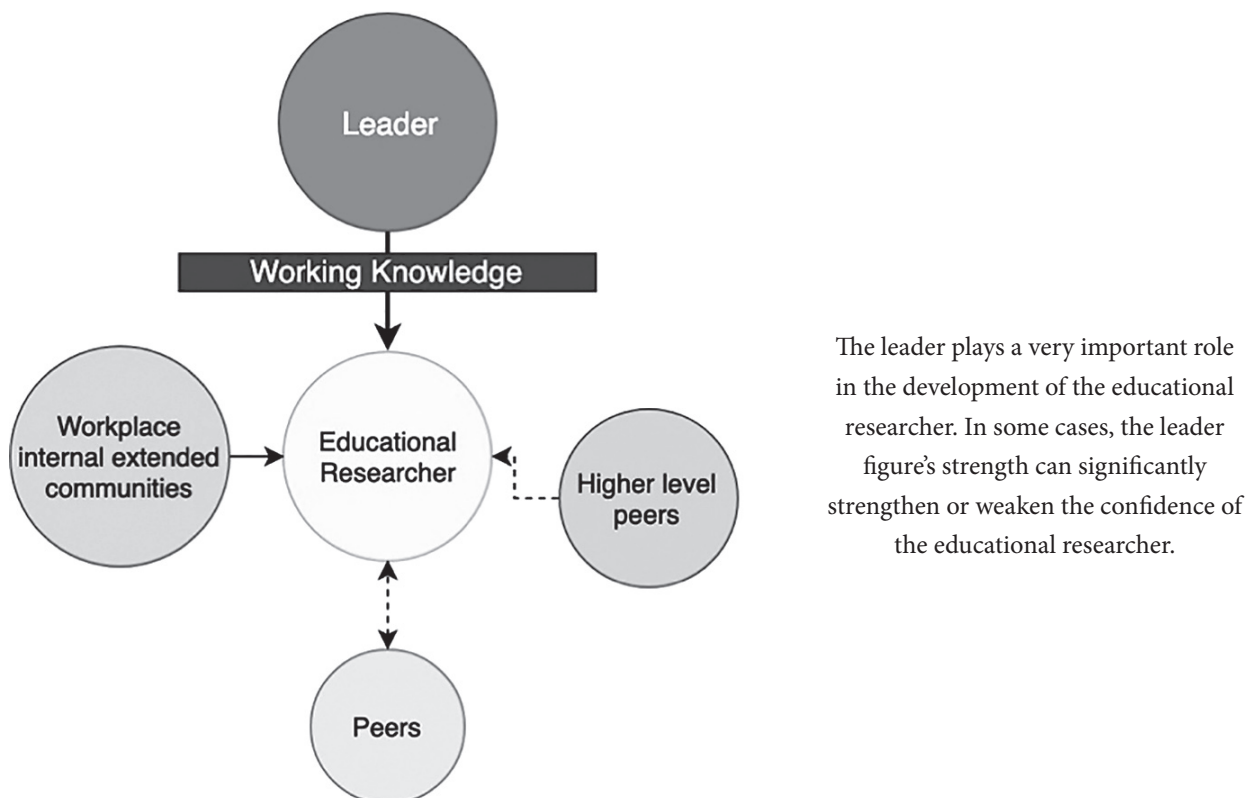 Leader
Working Knowledge
Workplace
internal extended
communities
Educational
Researcher
Higher level
peers
Peers
The leader plays a very important role
in the development of the educational
researcher. In some cases, the leader
figure’s strength can significantly
strengthen or weaken the confidence of
the educational researcher.